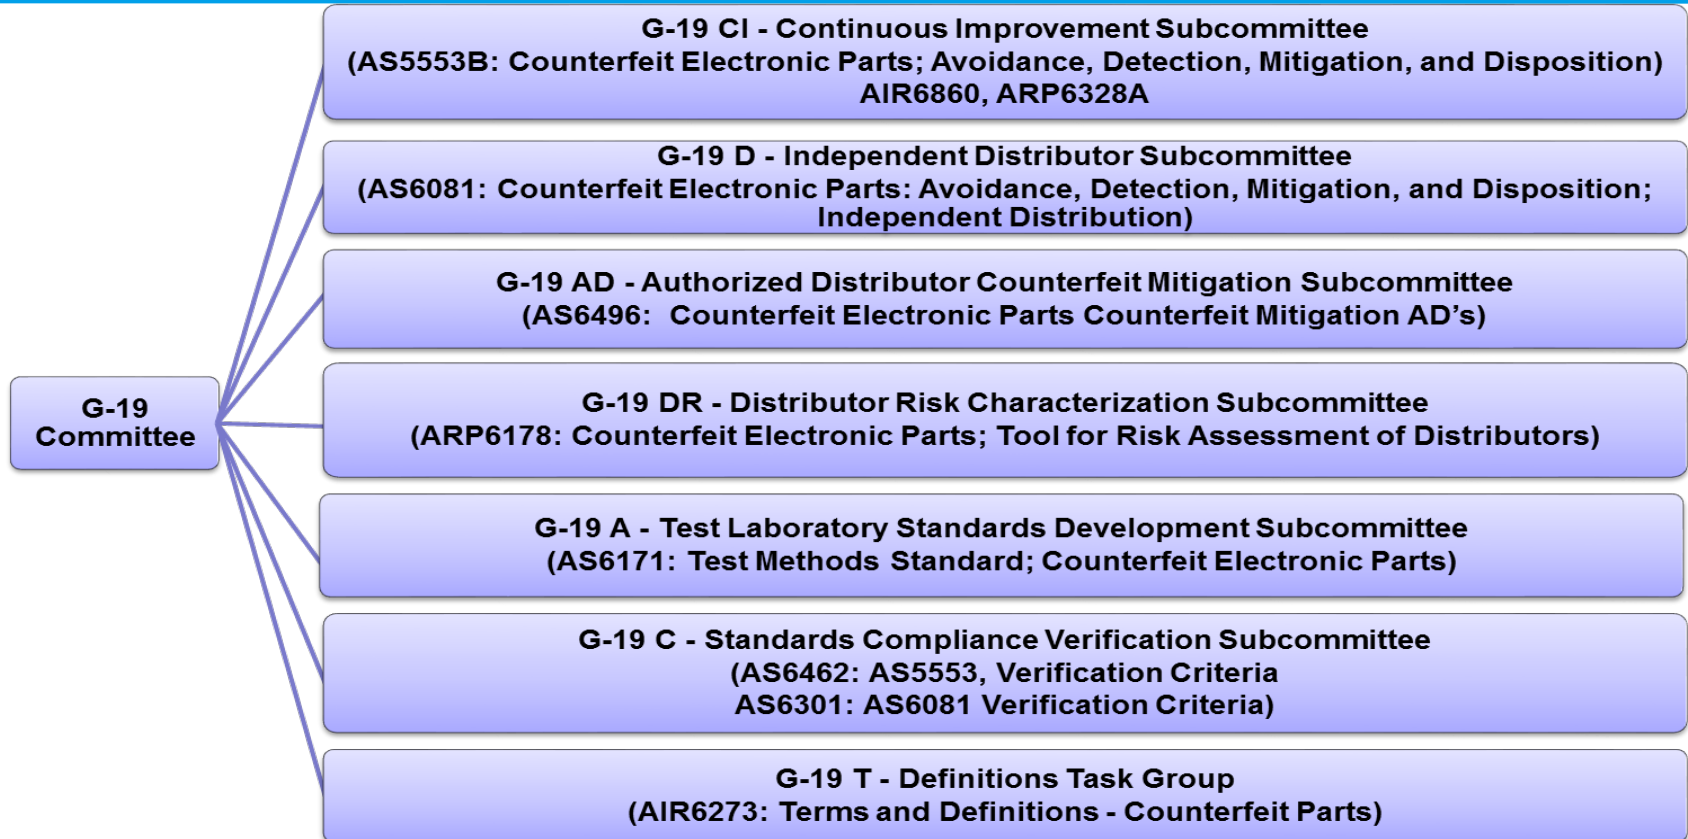 G-19 CI - Continuous Improvement Subcommittee
(AS5553B: Counterfeit Electronic Parts; Avoidance, Detection, Mitigation, and Disposition)
AIR6860, ARP6328A
G-19 D - Independent Distributor Subcommittee
(AS6081: Counterfeit Electronic Parts: Avoidance, Detection, Mitigation, and Disposition;
Independent Distribution)
G-19 AD - Authorized Distributor Counterfeit Mitigation Subcommittee
(AS6496: Counterfeit Electronic Parts Counterfeit Mitigation AD's)
G-19
Committee
G-19 DR - Distributor Risk Characterization Subcommittee
(ARP6178: Counterfeit Electronic Parts; Tool for Risk Assessment of Distributors)
G-19 A - Test Laboratory Standards Development Subcommittee
(AS6171: Test Methods Standard; Counterfeit Electronic Parts)
G-19 C - Standards Compliance Verification Subcommittee
(AS6462: AS5553, Verification Criteria
AS6301: AS6081 Verification Criteria)
G-19 T - Definitions Task Group
(AIR6273: Terms and Definitions - Counterfeit Parts)